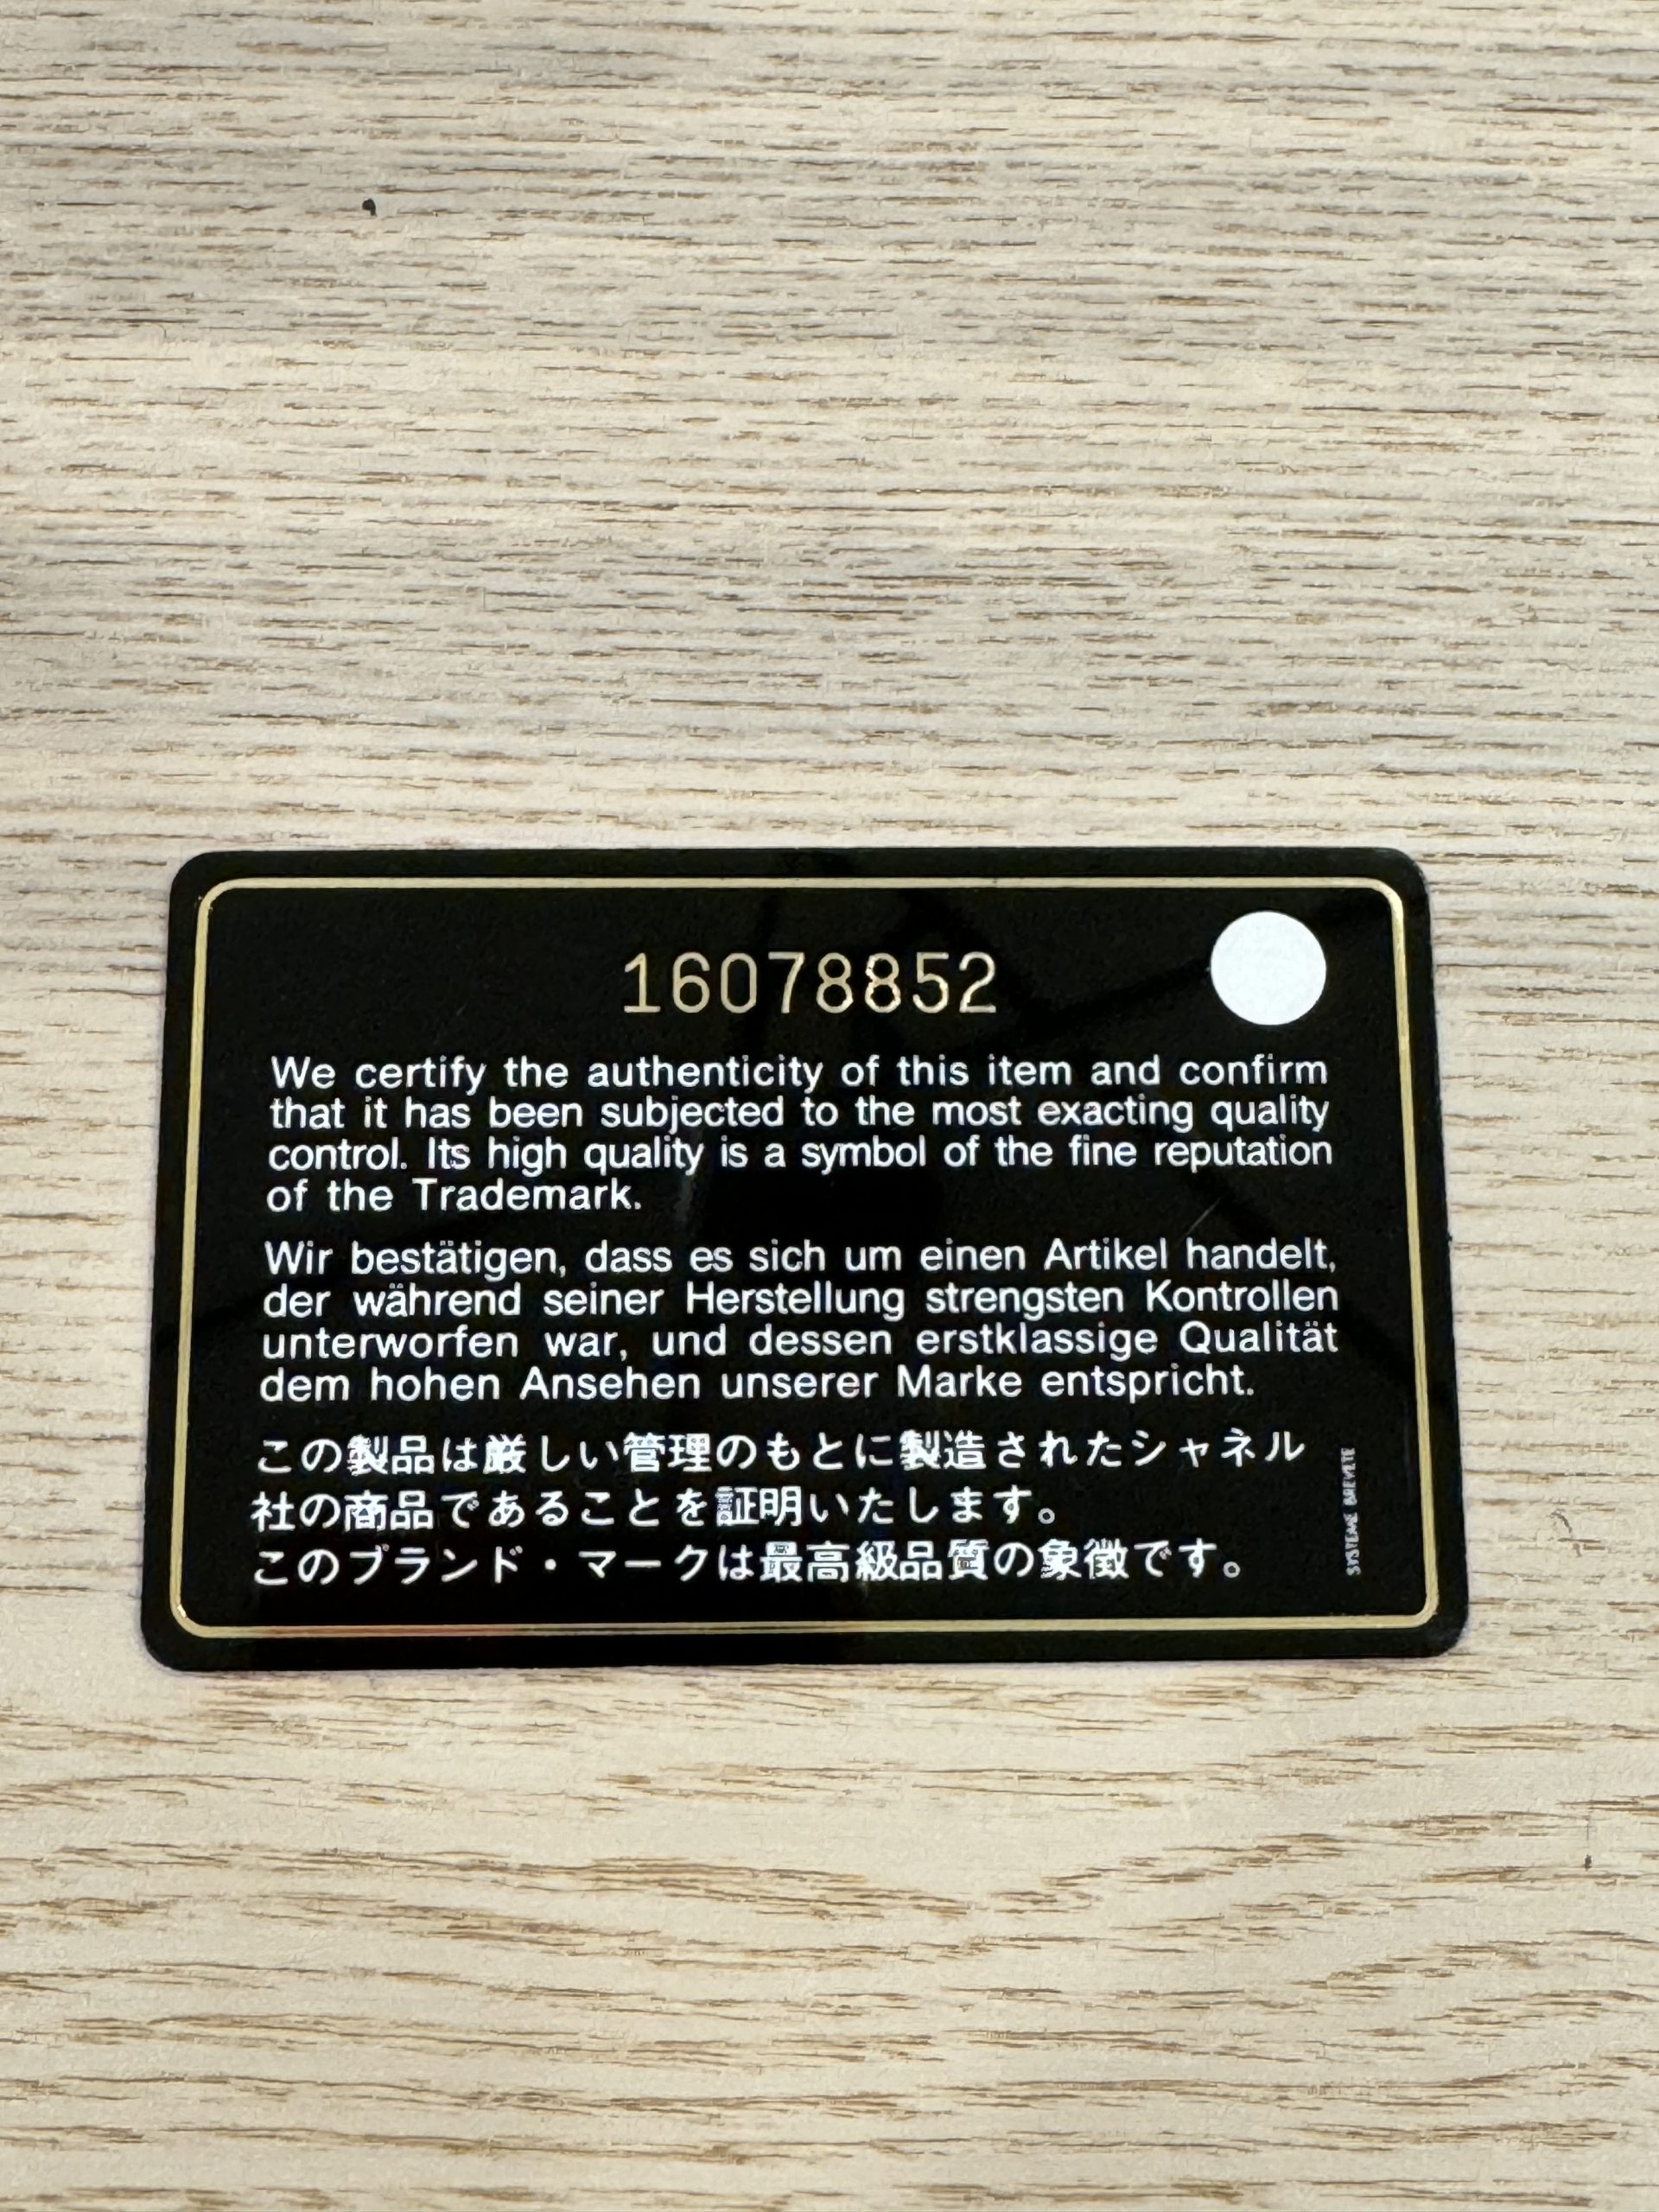 16078852
We certify the authenticity of this item and confirm
that it has been subjected to the most exacting quality
control. Its high quality is a symbol of the fine reputation
of the Trademark.
Wir bestätigen, dass es sich um einen Artikel handelt,
der während seiner Herstellung strengsten Kontrollen
unterworfen war, und dessen erstklassige Qualität
dem hohen Ansehen unserer Marke entspricht.
この製品は厳しい管理のもとに製造されたシャネル
社の商品であることを証明いたします。
このブランド・マークは最高級品質の象徴です。
SYSTEME BREVETE